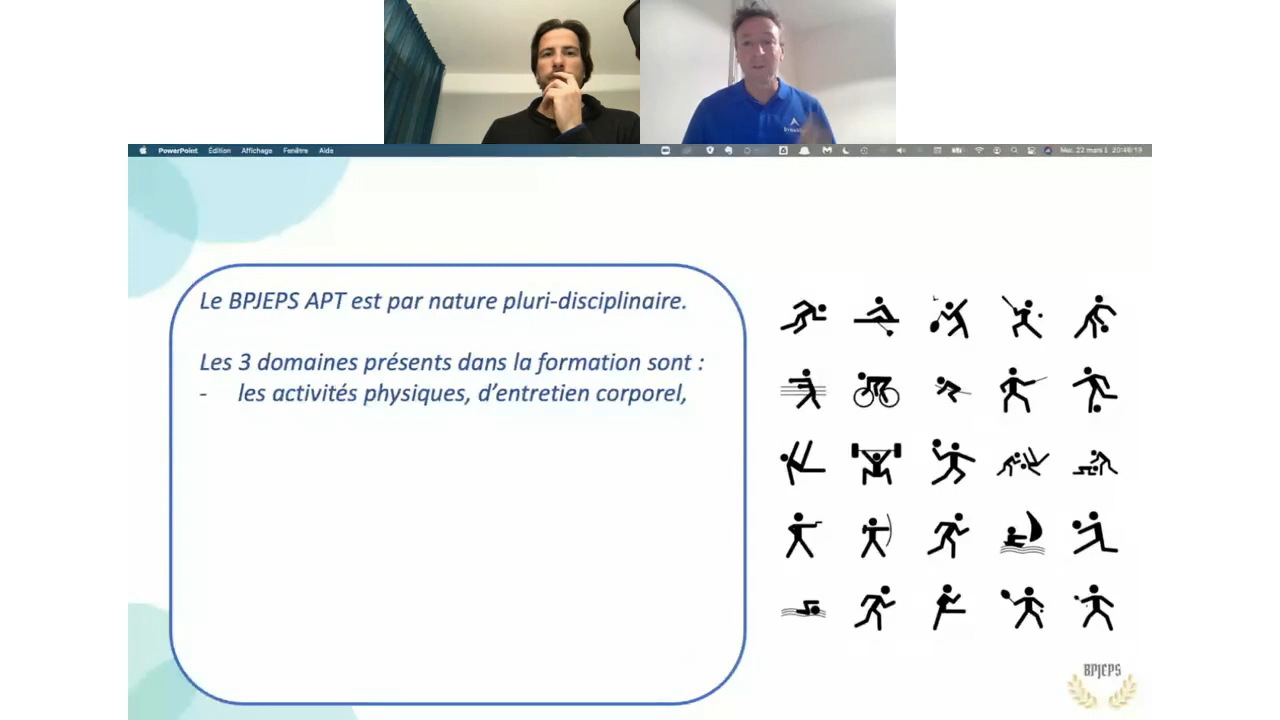 PowerPoint Édition Affichage Fenêtre Aide
Le BPJEPS APT est par nature pluri-disciplinaire.
Les 3 domaines présents dans la formation sont :
- les activités physiques, d'entretien corporel,
BPJEPS